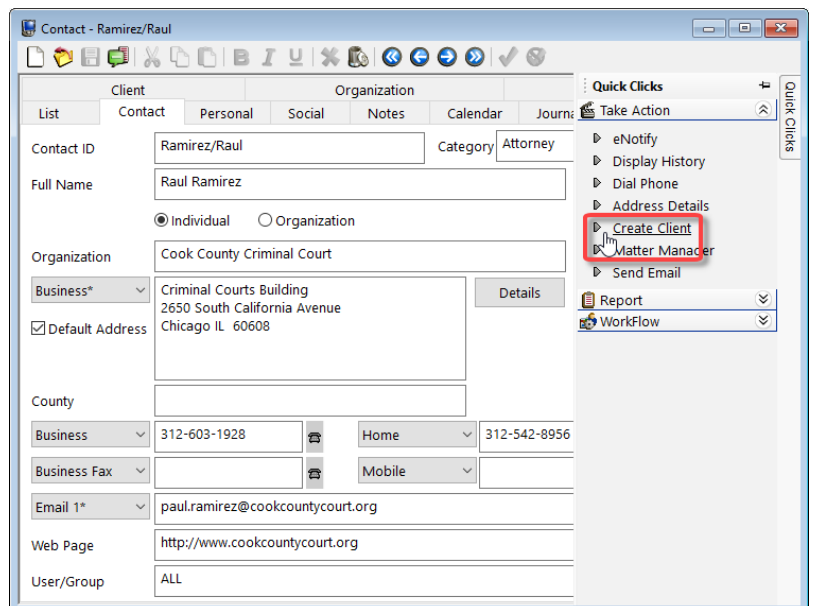 Contact - Ramirez/Raul
B I U
Client Organization
List Contact Personal Social Notes Calendar Journa
Contact ID Ramirez/Raul Category Attorney
Full Name Raul Ramirez
Individual Organization
Organization Cook County Criminal Court
Business* Criminal Courts Building
2650 South California Avenue
Chicago IL 60608
Details
Default Address
County
Business 312-603-1928 Home 312-542-8956
Business Fax Mobile
Email 1* paul.ramirez@cookcountycourt.org
Web Page http://www.cookcountycourt.org
User/Group ALL
Quick Clicks
Take Action
eNotify
Display History
Dial Phone
Address Details
Create Client
Matter Manager
Send Email
Report
WorkFlow
Quick Clicks